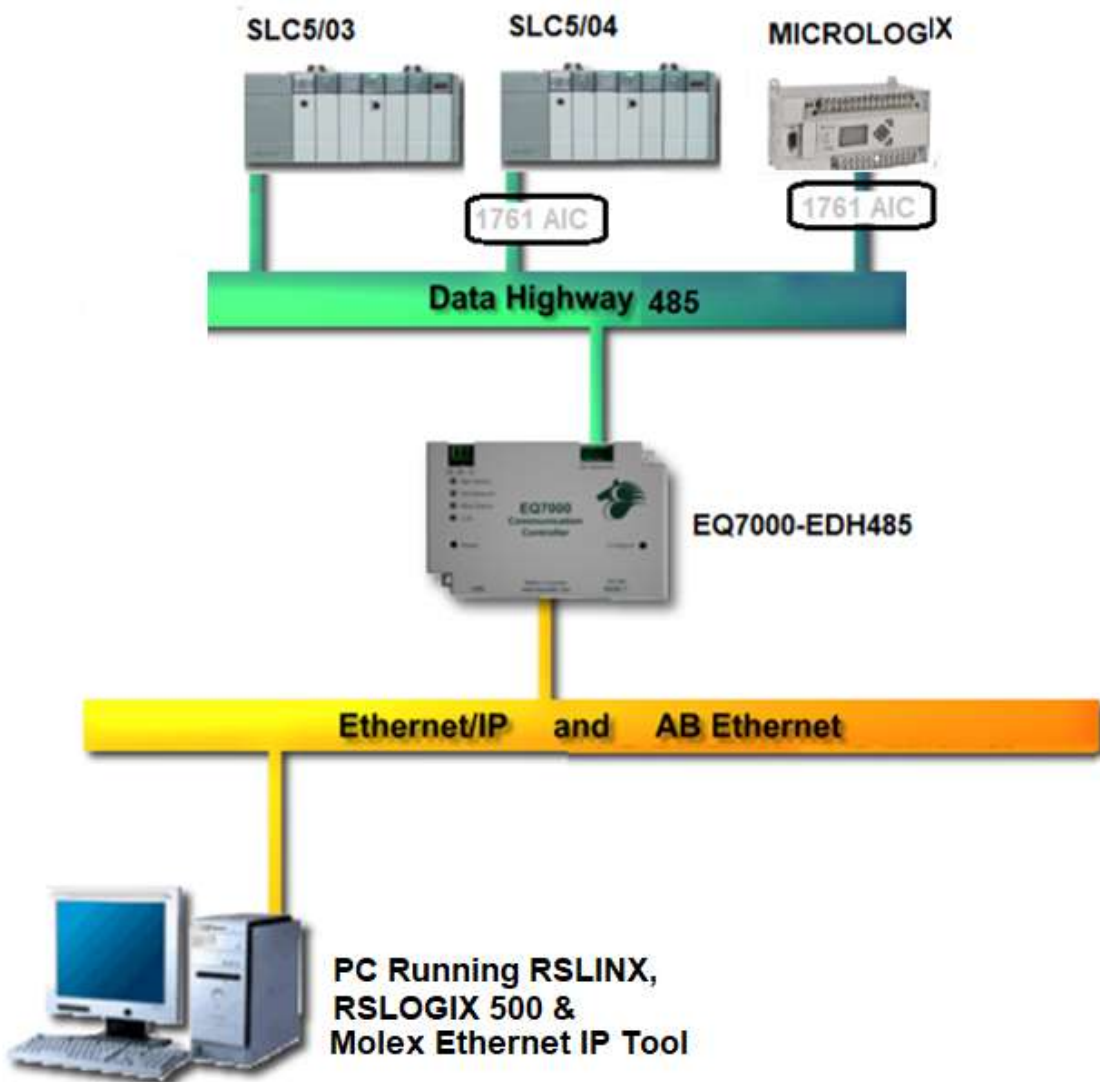 SLC5/03
SLC5/04
MICROLOGIX
1761 AIC
1761 AIC
Data Highway 485
EQ7000
Communication
Controller
EQ7000-EDH485
Ethernet/IP and AB Ethernet
PC Running RSLINX,
RSLOGIX 500 &
Molex Ethernet IP Tool